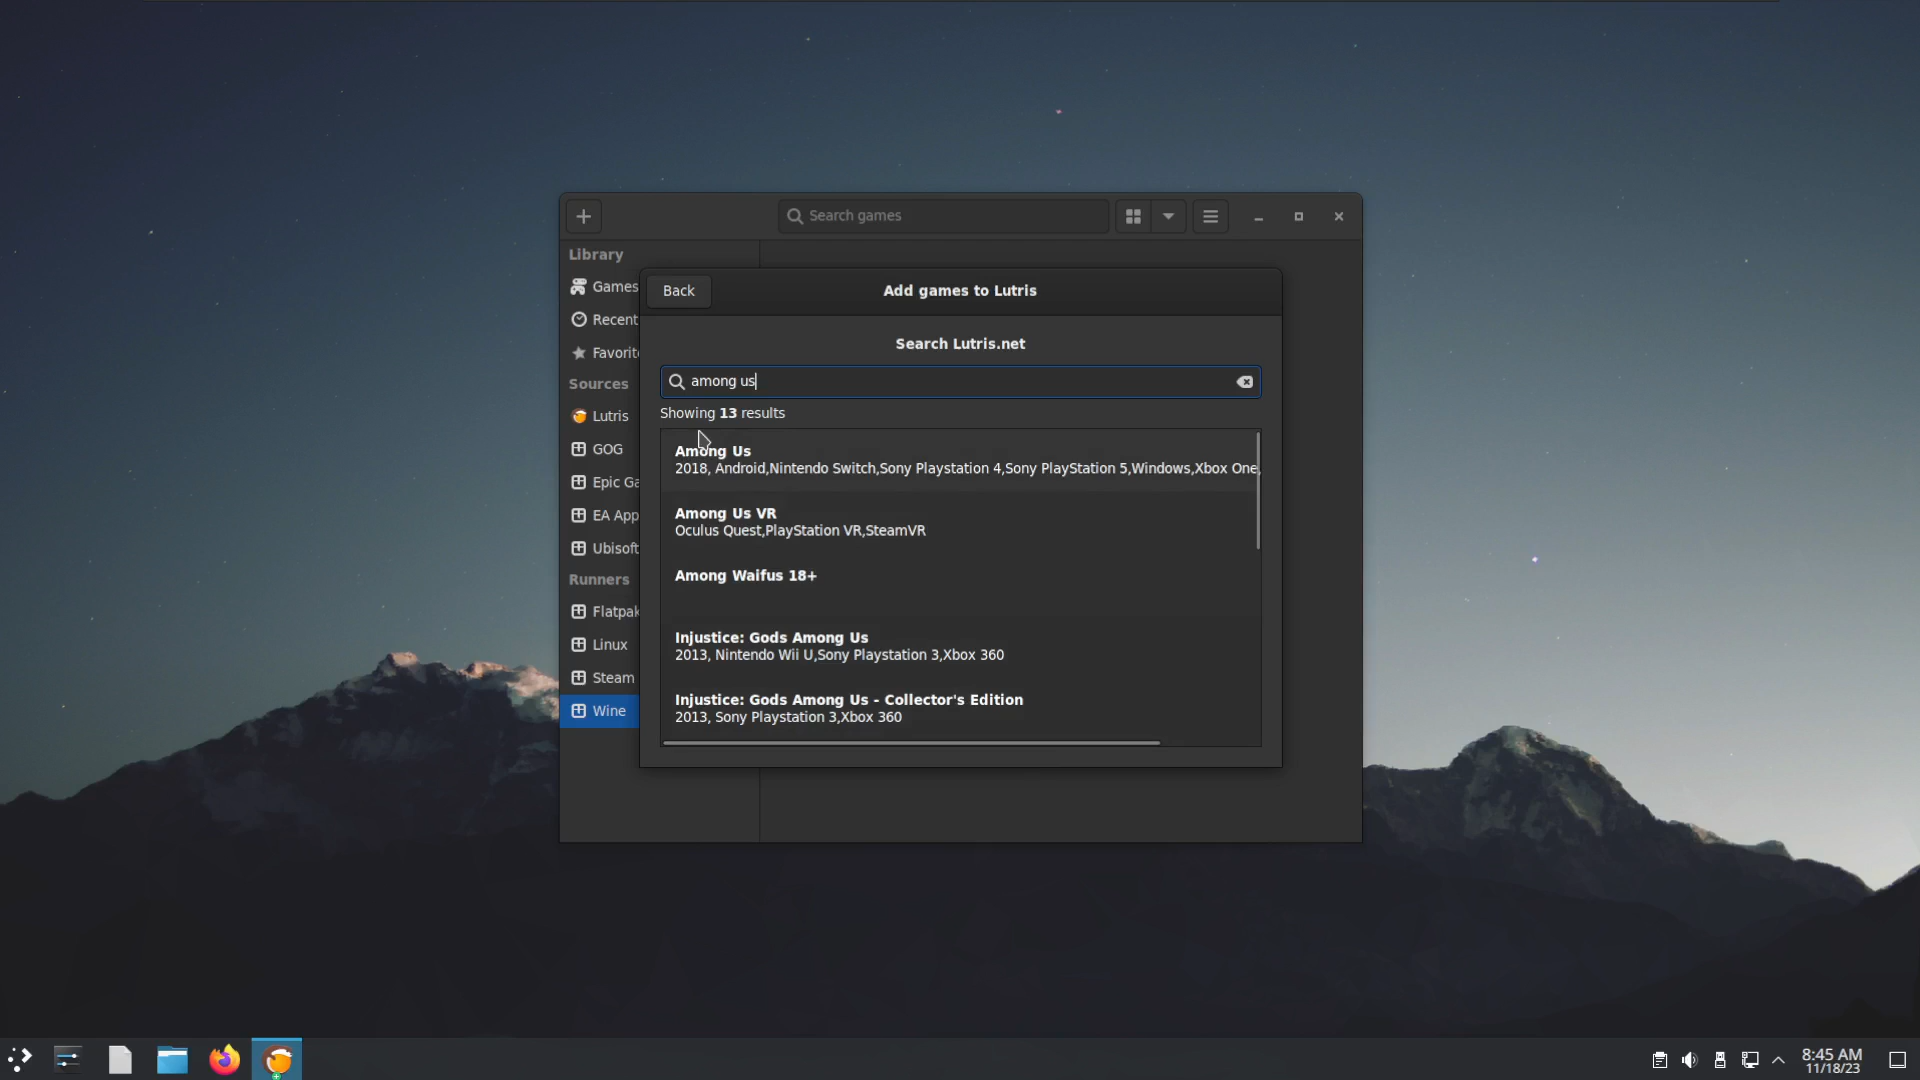 Search games
Library
Games
Recent
Favorit
Sources
Lutris
GOG
Epic Ga
EA App
Ubisoft
Runners
Flatpak
Linux
Steam
Wine
Back
Add games to Lutris
Search Lutris.net
among us
Showing 13 results
Among Us
2018, Android,Nintendo Switch,Sony Playstation 4,Sony PlayStation 5,Windows,Xbox One,
Among Us VR
Oculus Quest,PlayStation VR,SteamVR
Among Waifus 18+
Injustice: Gods Among Us
2013, Nintendo Wii U,Sony Playstation 3,Xbox 360
Injustice: Gods Among Us - Collector's Edition
2013, Sony Playstation 3,Xbox 360
8:45 AM
11/18/23